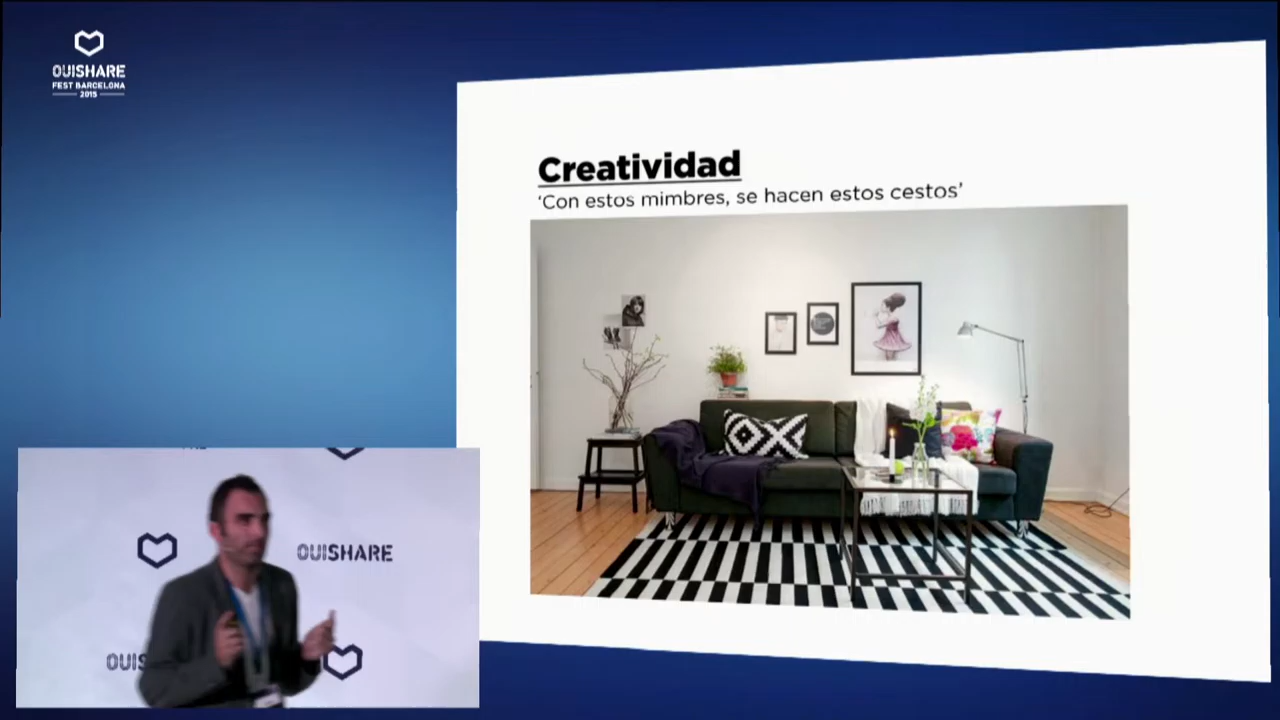 OUISHARE
FEST BARCELONA
2015
Creatividad
‘Con estos mimbres, se hacen estos cestos’
OUISHARE
OUIS